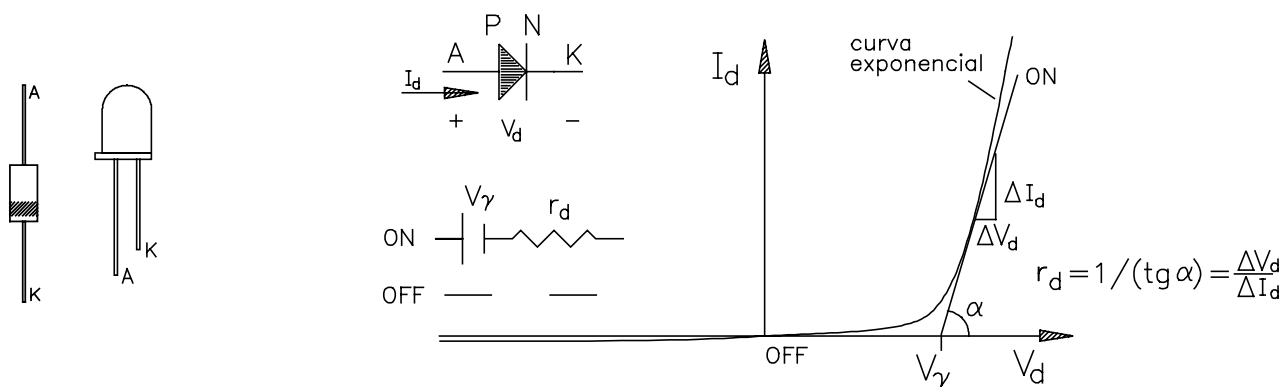 A
K
A
K
P N
A K
I_d
+ V_d −
V_γ r_d
ON
OFF
I_d
curva
exponencial
ON
ΔI_d
ΔV_d
α
OFF
V_γ V_d
r_d = 1/(tg α) = ΔV_d/ΔI_d